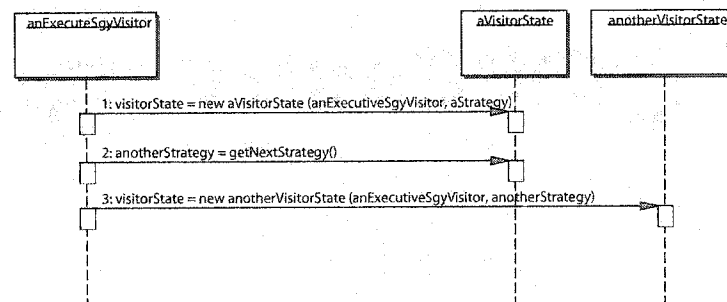 anExecuteSgyVisitor
aVisitorState
anotherVisitorState
1: visitorState = new aVisitorState (anExecutiveSgyVisitor, aStrategy)
2: anotherStrategy = getNextStrategy()
3: visitorState = new anotherVisitorState (anExecutiveSgyVisitor, anotherStrategy)